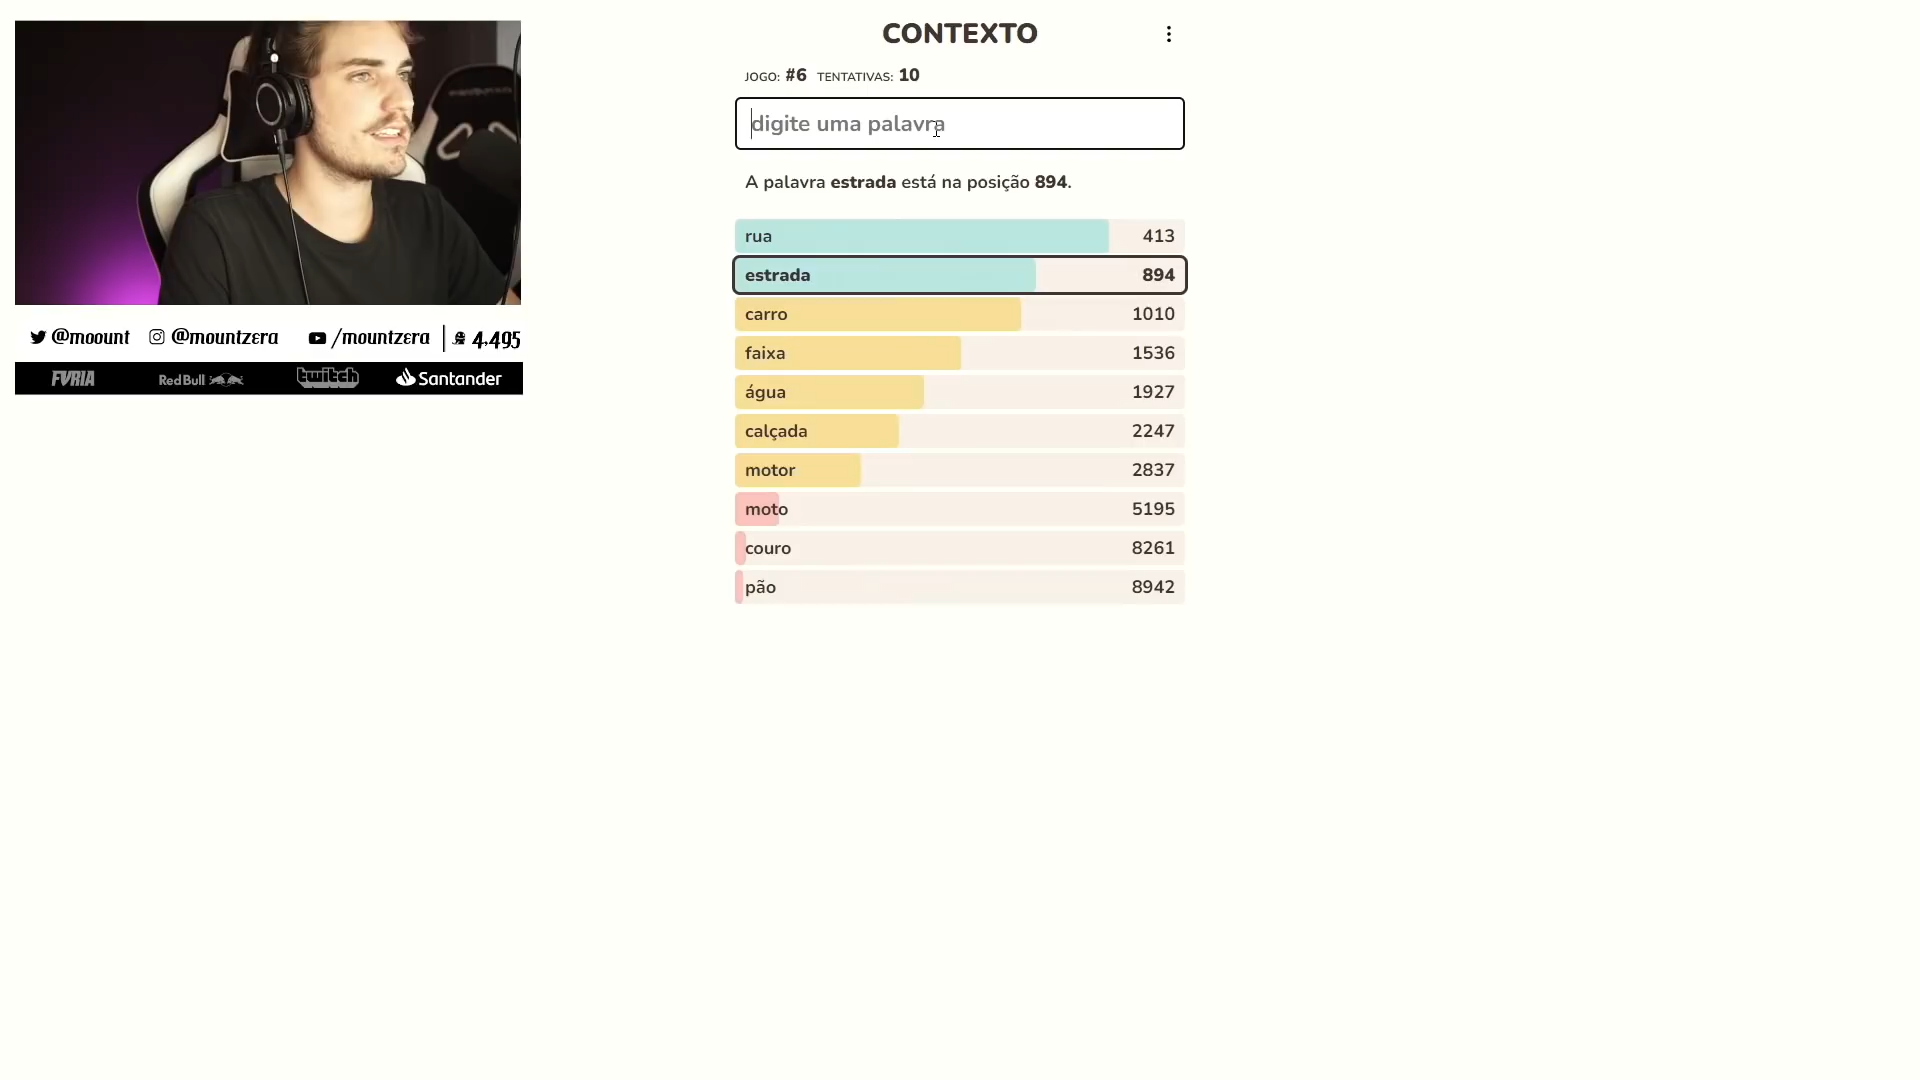 CONTEXTO
JOGO: #6 TENTATIVAS: 10
digite uma palavra
A palavra estrada está na posição 894.
rua 413
estrada 894
carro 1010
faixa 1536
água 1927
calçada 2247
motor 2837
moto 5195
couro 8261
pão 8942
@moount @mountzera /mountzera 4.495
FVRIA Red Bull twitch Santander